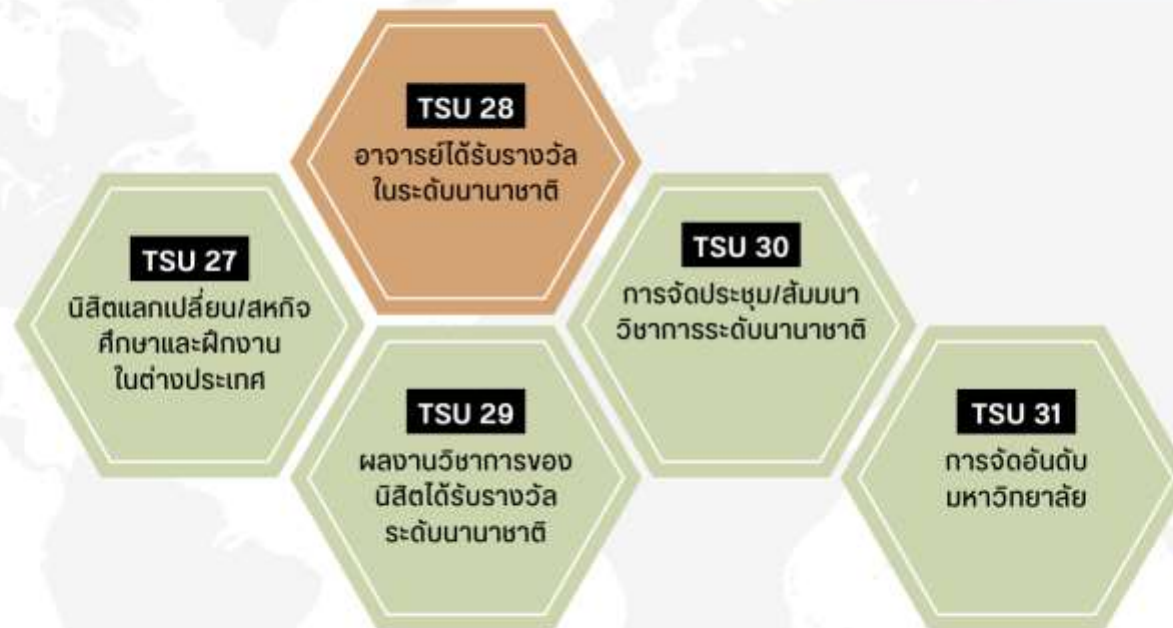 TSU 28
อาจารย์ได้รับรางวัล
ในระดับนานาชาติ
TSU 27
นิสิตแลกเปลี่ยน/สหกิจ
ศึกษาและฝึกงาน
ในต่างประเทศ
TSU 30
การจัดประชุม/สัมมนา
วิชาการระดับนานาชาติ
TSU 29
ผลงานวิชาการของ
นิสิตได้รับรางวัล
ระดับนานาชาติ
TSU 31
การจัดอันดับ
มหาวิทยาลัย